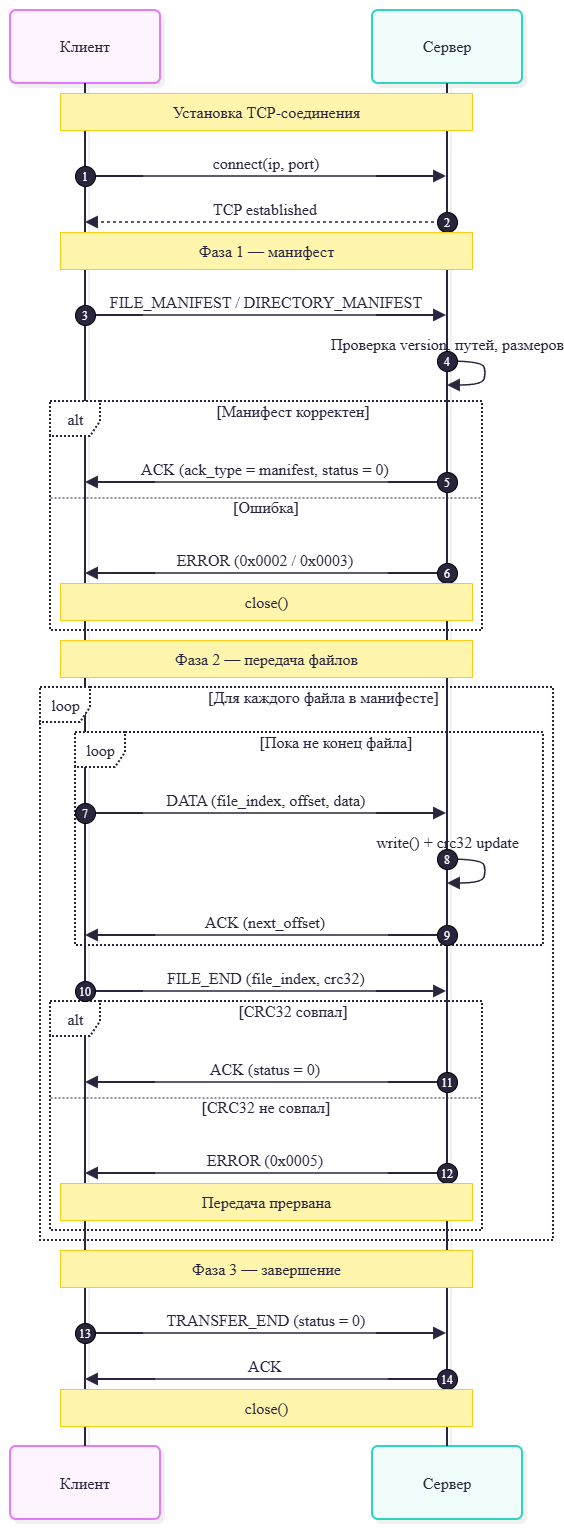 Клиент
Сервер
Установка TCP-соединения
1
connect(ip, port)
TCP established
2
Фаза 1 — манифест
FILE_MANIFEST / DIRECTORY_MANIFEST
3
Проверка version, путей, размеров
4
alt
[Манифест корректен]
ACK (ack_type = manifest, status = 0)
5
[Ошибка]
ERROR (0x0002 / 0x0003)
6
close()
Фаза 2 — передача файлов
loop
[Для каждого файла в манифесте]
loop
[Пока не конец файла]
DATA (file_index, offset, data)
7
write() + crc32 update
8
ACK (next_offset)
9
FILE_END (file_index, crc32)
10
alt
[CRC32 совпал]
ACK (status = 0)
11
[CRC32 не совпал]
ERROR (0x0005)
12
Передача прервана
Фаза 3 — завершение
TRANSFER_END (status = 0)
13
ACK
14
close()
Клиент
Сервер